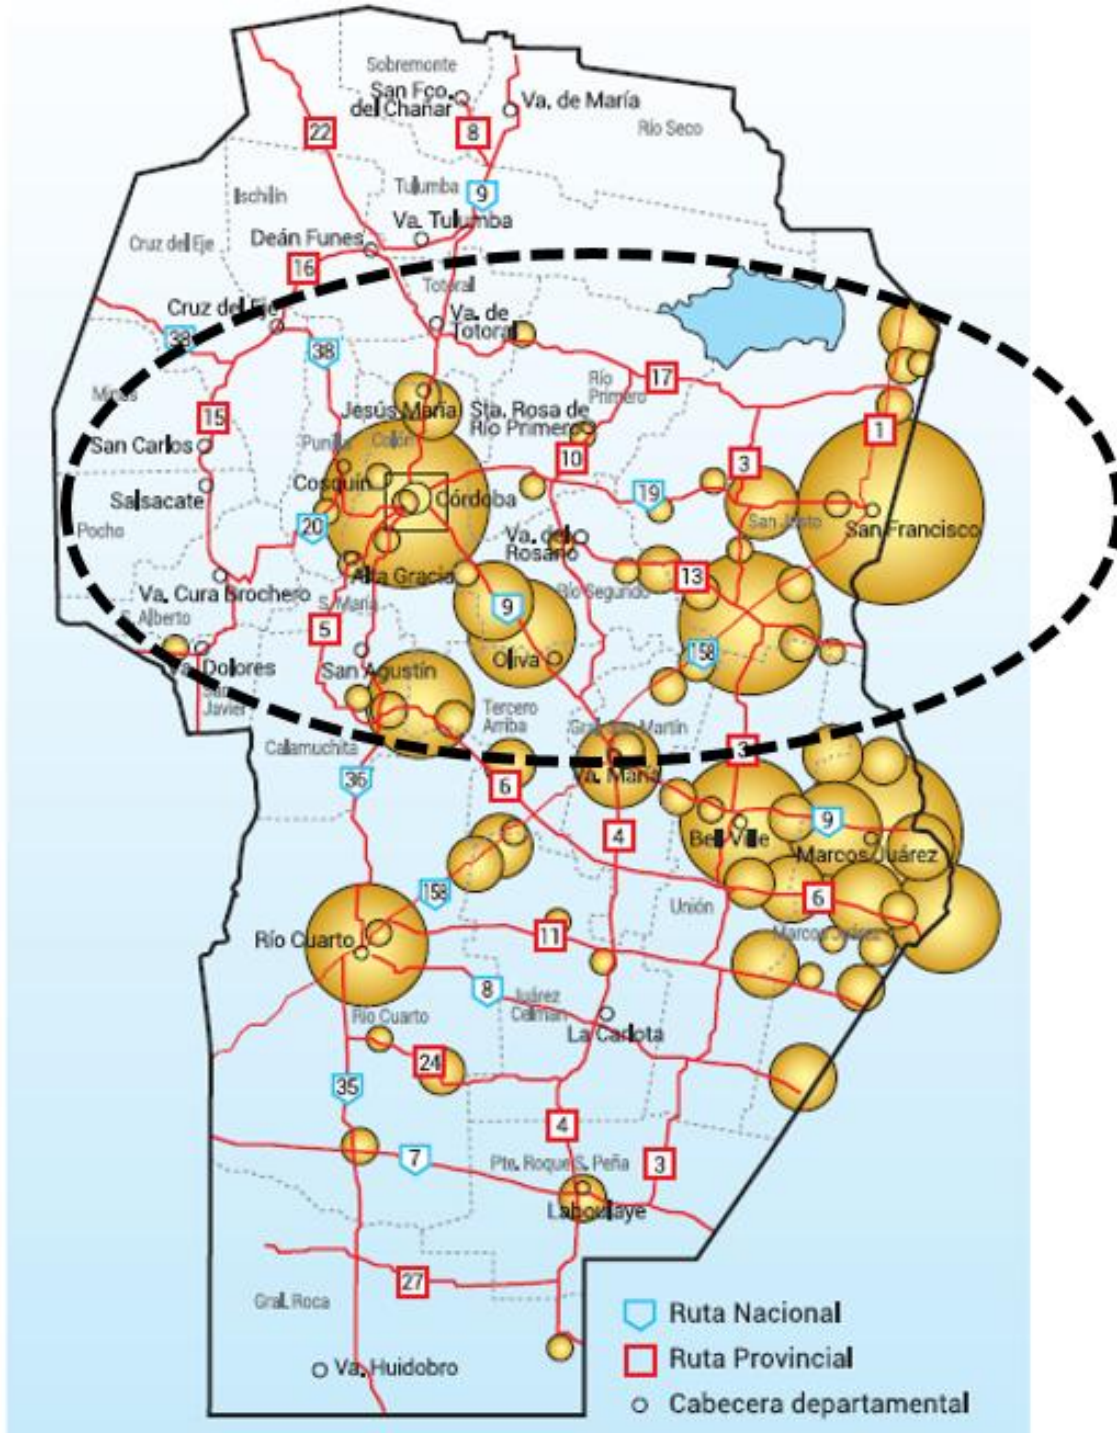 Sobremonte
San Fco.
del Chañar
Va. de María
Río Seco
22
8
Ischilín
Tulumba
9
Va. Tulumba
Cruz del Eje
Deán Funes
16
Totoral
Cruz del Eje
Va. de
Totoral
38
38
Minas
Río
Primero
17
15
Jesús María
Sta. Rosa de
Río Primero
1
San Carlos
Punilla
Colón
10
3
Cosquín
Salsacate
Córdoba
19
San Justo
San Francisco
Pocho
20
Va. del
Rosario
Alta Gracia
13
Va. Cura Brochero
Río Segundo
S. Alberto
S. María
9
5
Oliva
158
Va. Dolores
San Agustín
San
Javier
Tercero
Arriba
Gral. San Martín
Calamuchita
3
36
6
Va. María
9
4
Bell Ville
Marcos Juárez
158
6
Unión
Río Cuarto
11
Marcos Juárez
8
Juárez
Celman
Río Cuarto
La Carlota
24
35
4
7
Pte. Roque S. Peña
3
Laboulaye
27
Gral. Roca
Ruta Nacional
Ruta Provincial
Va. Huidobro
Cabecera departamental